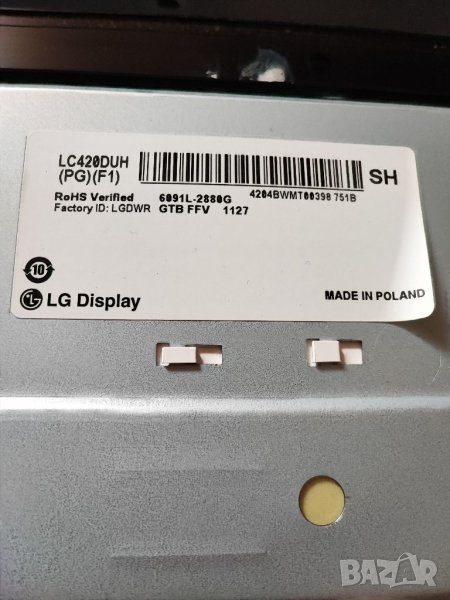 LC420DUH
(PG)(F1)
SH
4204BWMT00398 751B
RoHS Verified 6091L-2880G
Factory ID: LGDWR GTB FFV 1127
10
LG Display
MADE IN POLAND
BAZAR